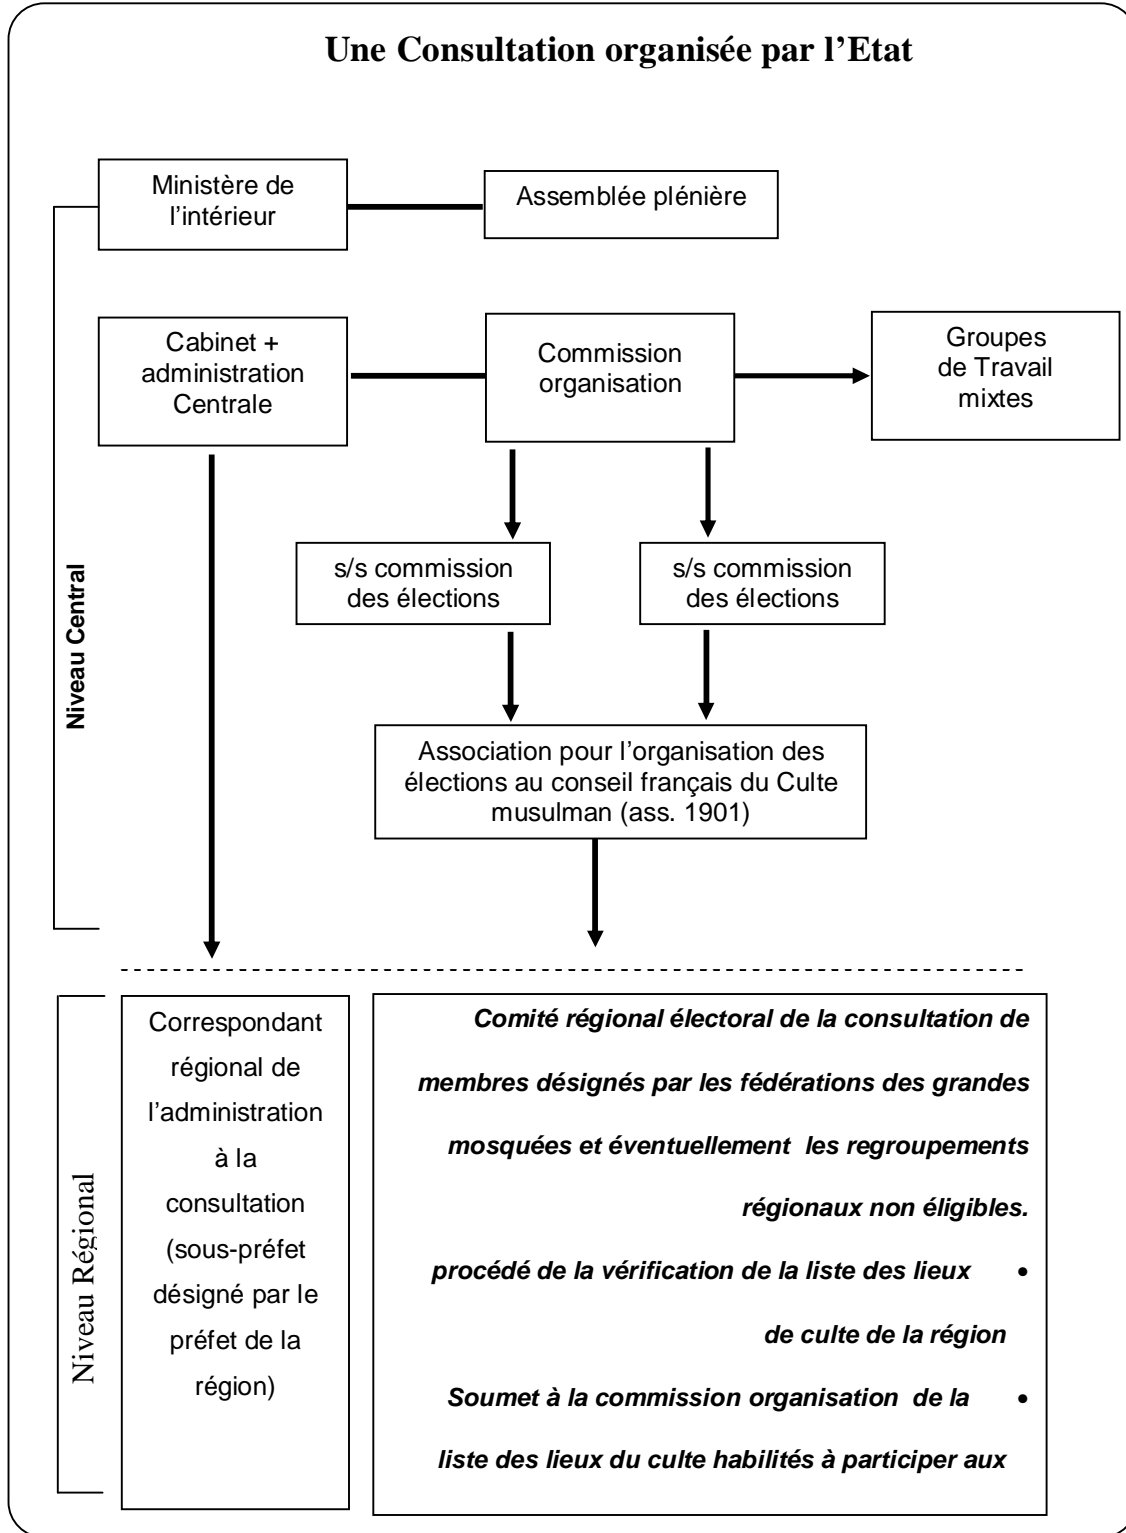 Une Consultation organisée par l’Etat
Ministère de
l’intérieur
Assemblée plénière
Cabinet +
administration
Centrale
Commission
organisation
Groupes
de Travail
mixtes
Niveau Central
s/s commission
des élections
s/s commission
des élections
Association pour l’organisation des
élections au conseil français du Culte
musulman (ass. 1901)
Niveau Régional
Correspondant
régional de
l’administration
à la
consultation
(sous-préfet
désigné par le
préfet de la
région)
Comité régional électoral de la consultation de
membres désignés par les fédérations des grandes
mosquées et éventuellement les regroupements
régionaux non éligibles.
procédé de la vérification de la liste des lieux •
de culte de la région
Soumet à la commission organisation de la •
liste des lieux du culte habilités à participer aux